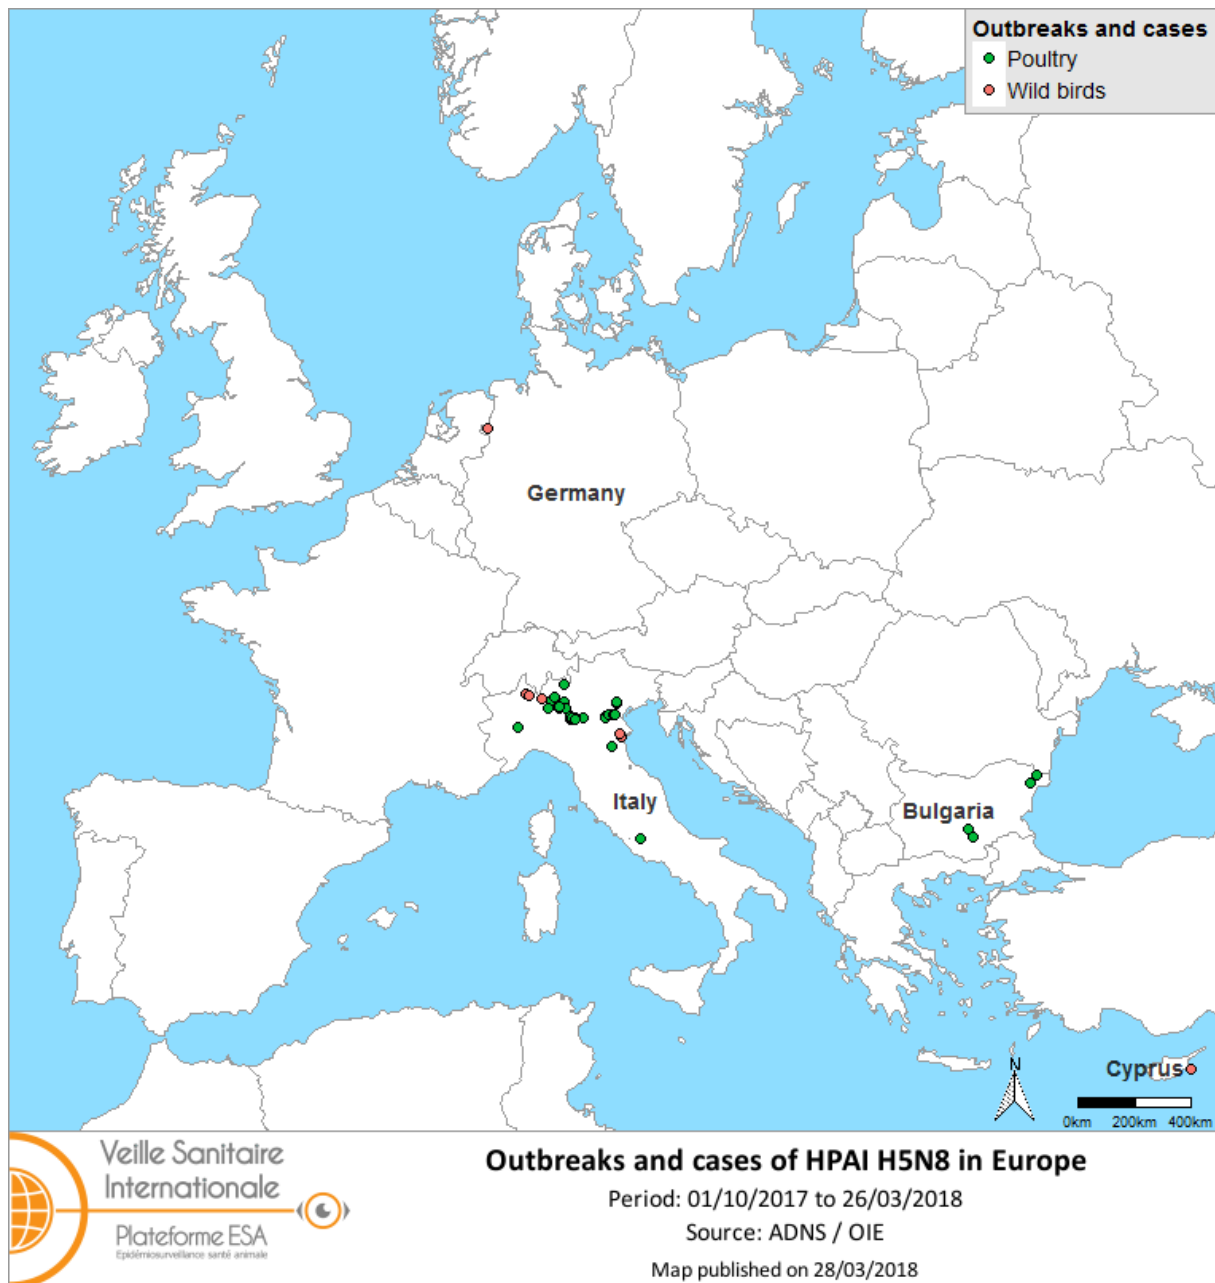 Outbreaks and cases
Poultry
Wild birds
Germany
Italy
Bulgaria
Cyprus
N
0km 200km 400km
Veille Sanitaire
Internationale
Plateforme ESA
Epidémiosurveillance santé animale
Outbreaks and cases of HPAI H5N8 in Europe
Period: 01/10/2017 to 26/03/2018
Source: ADNS / OIE
Map published on 28/03/2018